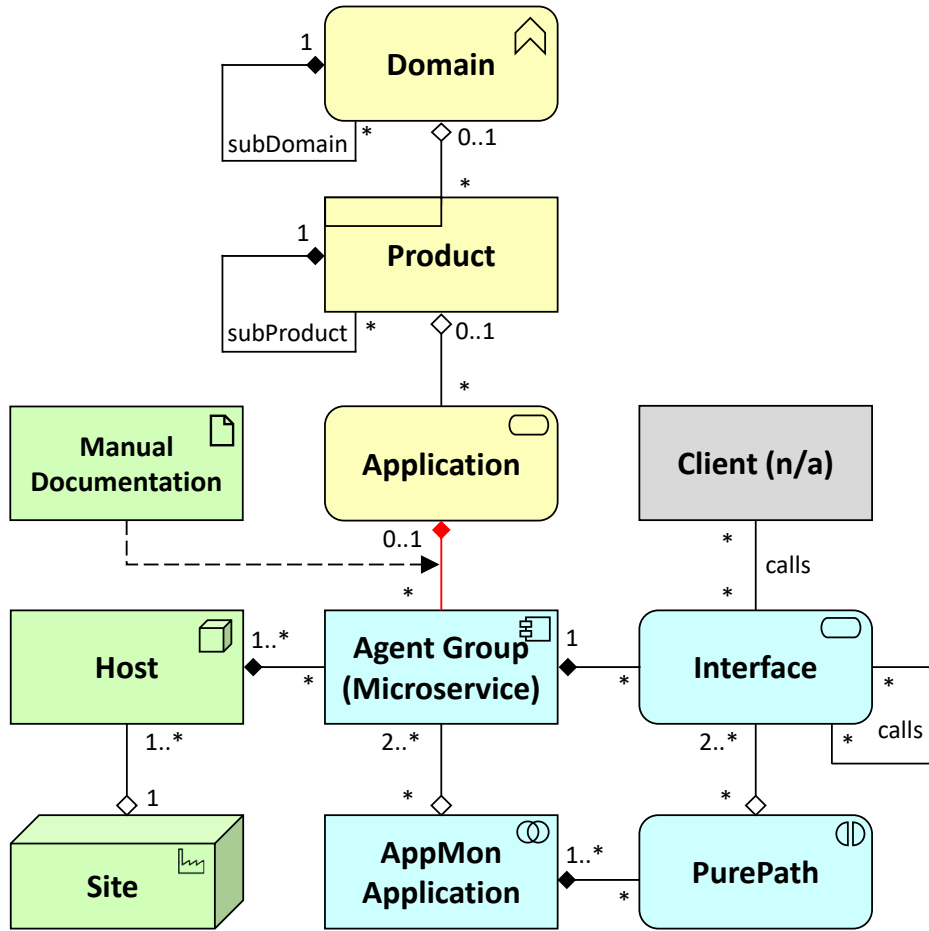 1
Domain
subDomain
*
0..1
*
1
Product
subProduct
*
0..1
*
Manual
Documentation
Application
Client (n/a)
0..1
*
calls
*
*
Host
1..*
*
Agent Group
(Microservice)
1
*
Interface
*
calls
*
1..*
2..*
2..*
1
*
*
Site
AppMon
Application
1..*
*
PurePath